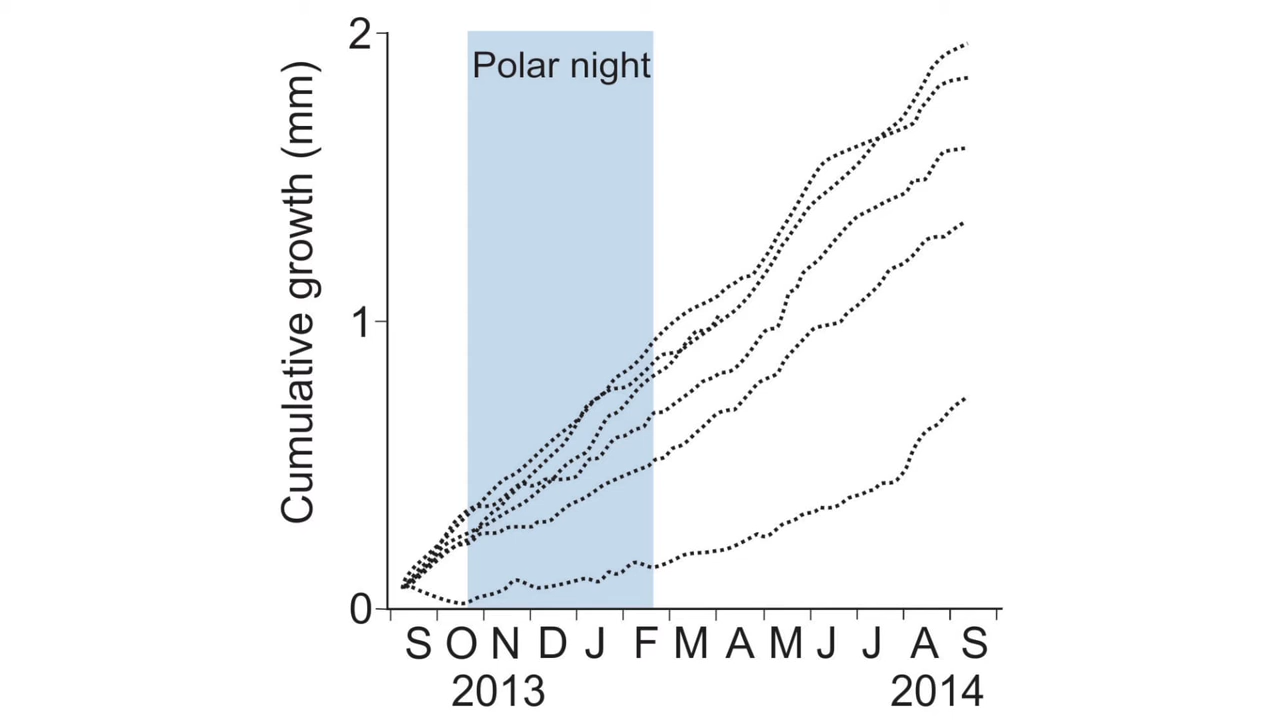 2
Polar night
Cumulative growth (mm)
1
0
S O N D J F M A M J J A S
2013 2014